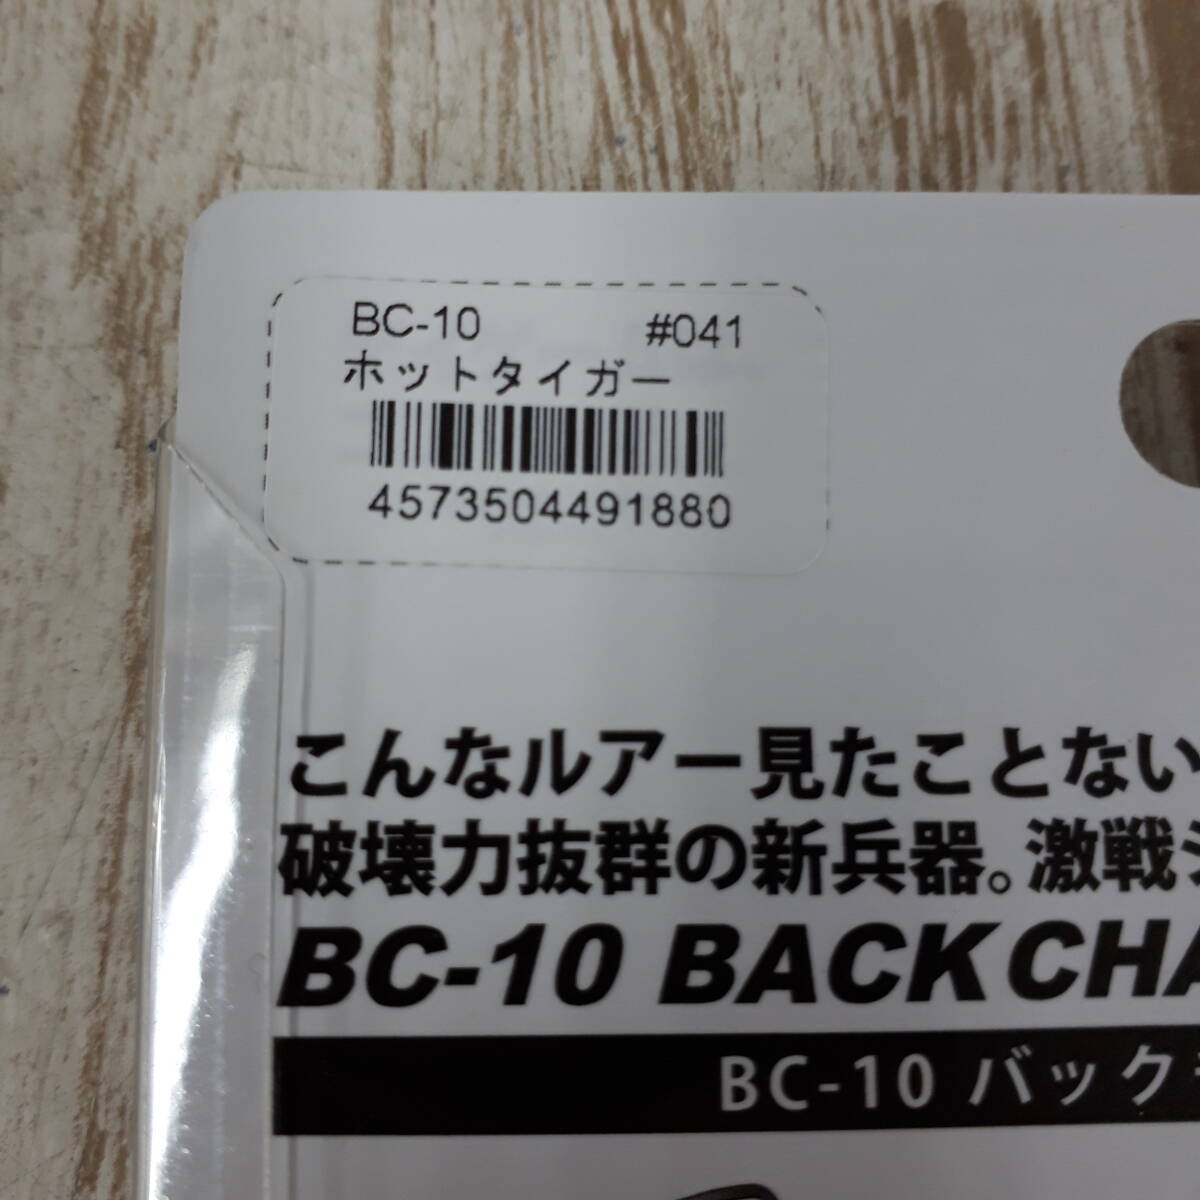 BC-10 #041
ホットタイガー
4573504491880
こんなルアー見たことない
破壊力抜群の新兵器。激戦シ
BC-10 BACK CHA
BC-10 バック